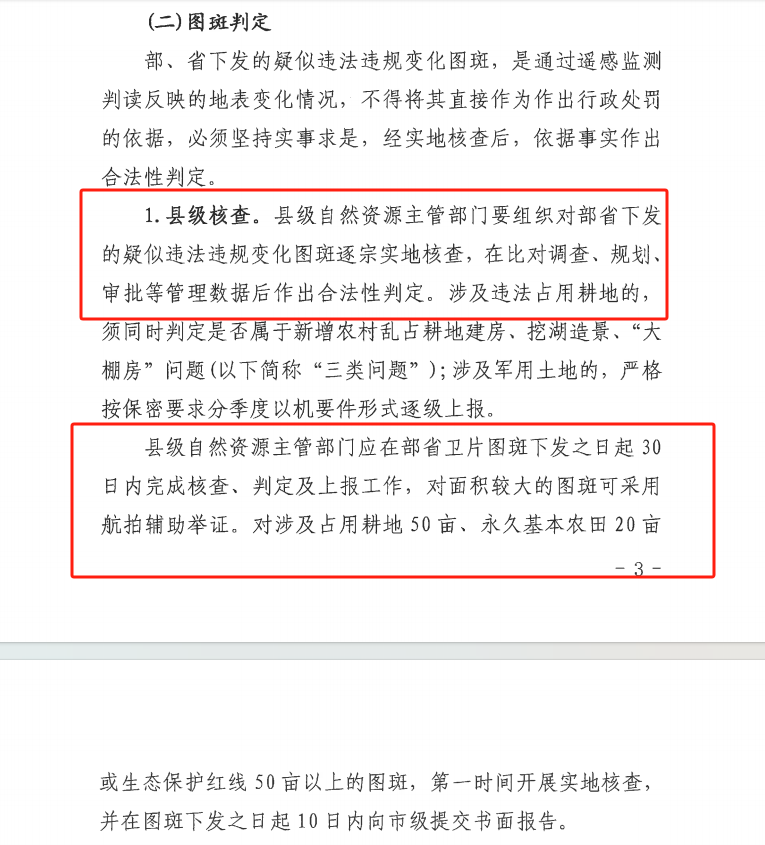 (二)图斑判定
部、省下发的疑似违法违规变化图斑，是通过遥感监测
判读反映的地表变化情况，不得将其直接作为作出行政处罚
的依据，必须坚持实事求是，经实地核查后，依据事实作出
合法性判定。
1.县级核查。县级自然资源主管部门要组织对部省下发
的疑似违法违规变化图斑逐宗实地核查，在比对调查、规划、
审批等管理数据后作出合法性判定。涉及违法占用耕地的，
须同时判定是否属于新增农村乱占耕地建房、挖湖造景、“大
棚房”问题(以下简称“三类问题”);涉及军用土地的，严格
按保密要求分季度以机要件形式逐级上报。
县级自然资源主管部门应在部省卫片图斑下发之日起 30
日内完成核查、判定及上报工作，对面积较大的图斑可采用
航拍辅助举证。对涉及占用耕地 50 亩、永久基本农田 20 亩
- 3 -
或生态保护红线 50 亩以上的图斑，第一时间开展实地核查，
并在图斑下发之日起 10 日内向市级提交书面报告。